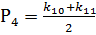 P₄ = (k₁₀+k₁₁)/2